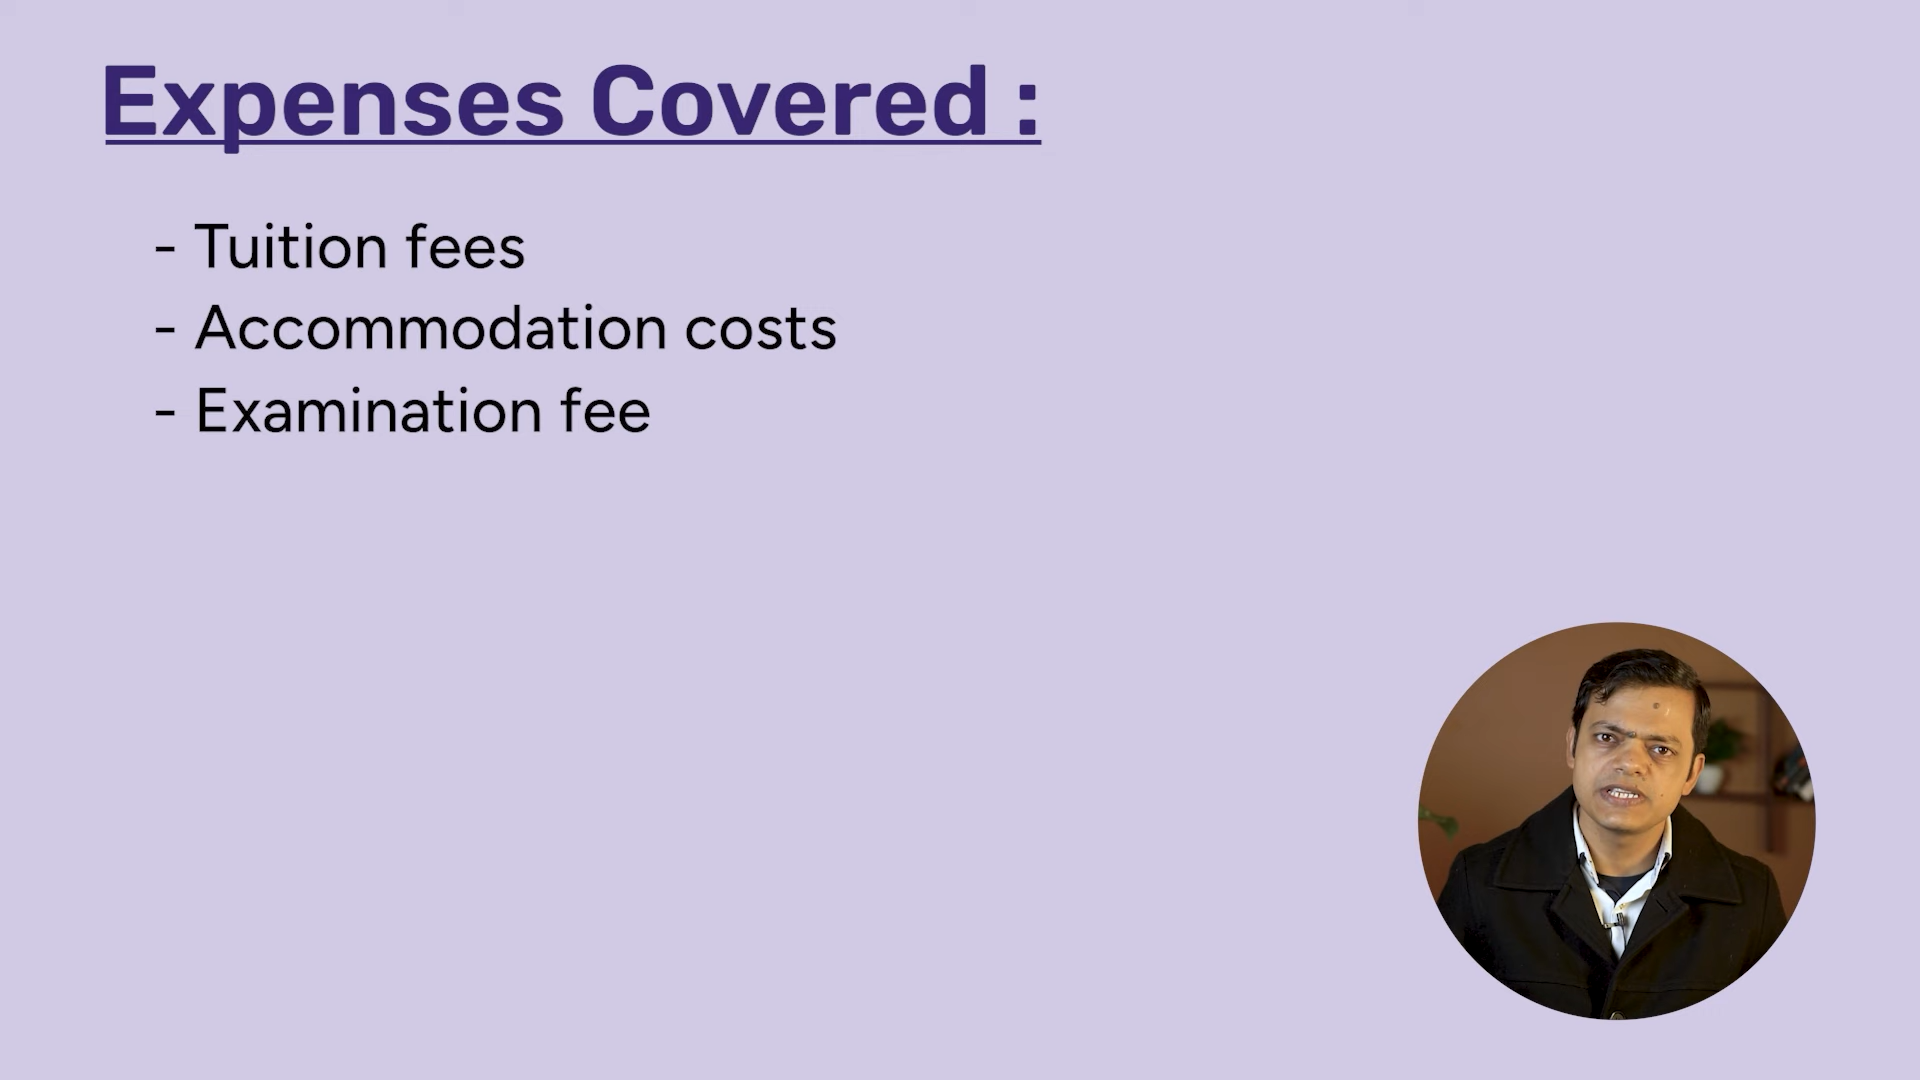 Expenses Covered :
- Tuition fees
- Accommodation costs
- Examination fee